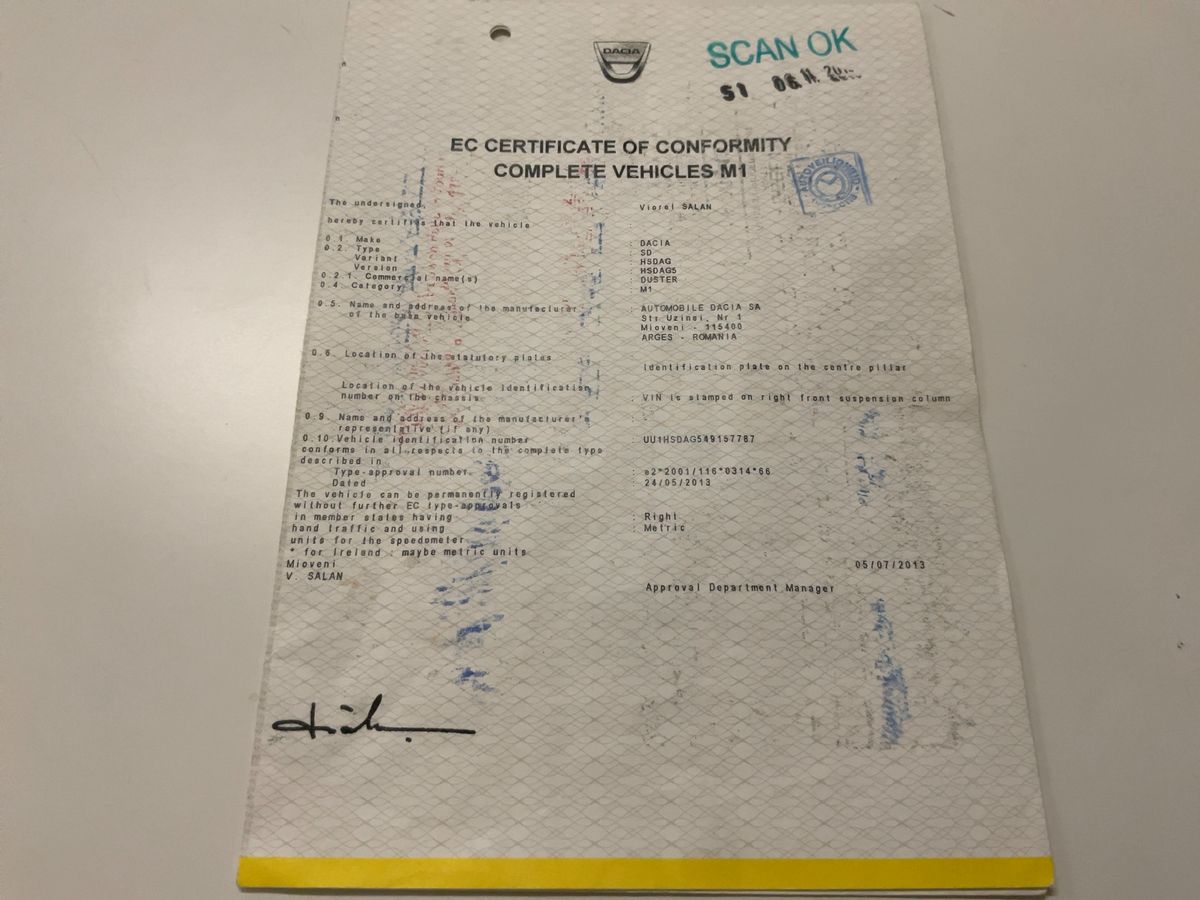 DACIA
SCAN OK
S1 06.11.
EC CERTIFICATE OF CONFORMITY
COMPLETE VEHICLES M1
The undersigned, Viorel SALAN
hereby certifies that the vehicle :
0.1. Make : DACIA
0.2. Type : SD
Variant : HSDAG
Version : HSDAG5
0.2.1. Commercial name(s) : DUSTER
0.4. Category : M1
0.5. Name and address of the manufacturer : AUTOMOBILE DACIA SA
of the base vehicle Str Uzinei, Nr 1
Mioveni - 115400
ARGES - ROMANIA
0.6. Location of the statutory plates : Identification plate on the centre pillar
Location of the vehicle identification
number on the chassis : VIN is stamped on right front suspension column
0.9. Name and address of the manufacturer's
representative (if any)
0.10.Vehicle identification number : UU1HSDAG549157787
conforms in all respects to the complete type
described in
Type-approval number : e2*2001/116*0314*66
Dated : 24/05/2013
The vehicle can be permanently registered
without further EC type-approvals
in member states having : Right
hand traffic and using : Metric
units for the speedometer
* for Ireland : maybe metric units
Mioveni 05/07/2013
V. SALAN
Approval Department Manager